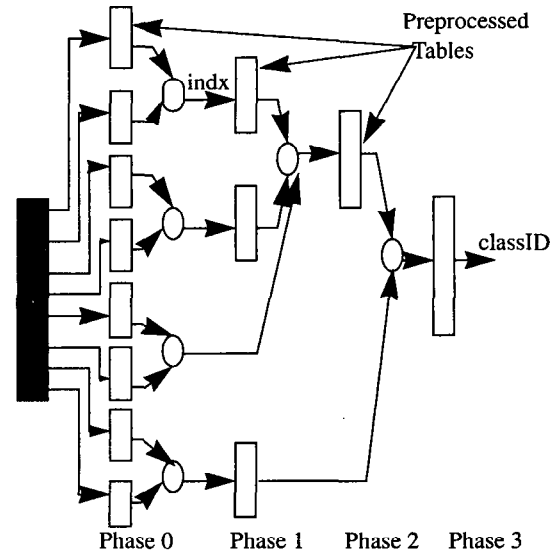 Preprocessed
Tables
indx
classID
Phase 0 Phase 1 Phase 2 Phase 3